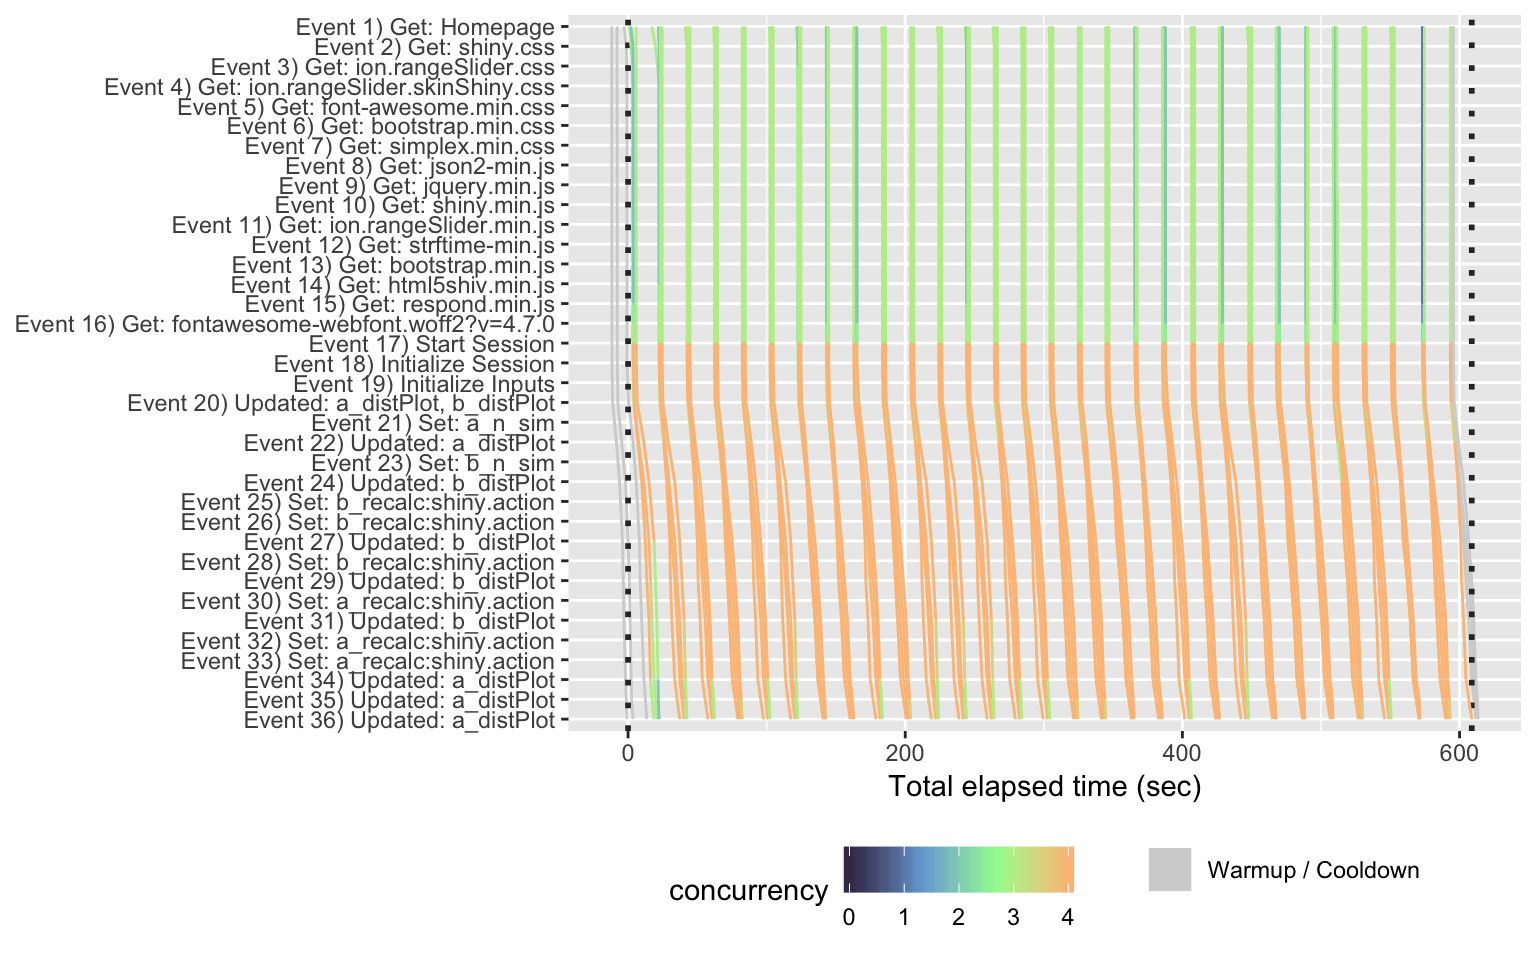 Event 1) Get: Homepage
Event 2) Get: shiny.css
Event 3) Get: ion.rangeSlider.css
Event 4) Get: ion.rangeSlider.skinShiny.css
Event 5) Get: font-awesome.min.css
Event 6) Get: bootstrap.min.css
Event 7) Get: simplex.min.css
Event 8) Get: json2-min.js
Event 9) Get: jquery.min.js
Event 10) Get: shiny.min.js
Event 11) Get: ion.rangeSlider.min.js
Event 12) Get: strftime-min.js
Event 13) Get: bootstrap.min.js
Event 14) Get: html5shiv.min.js
Event 15) Get: respond.min.js
Event 16) Get: fontawesome-webfont.woff2?v=4.7.0
Event 17) Start Session
Event 18) Initialize Session
Event 19) Initialize Inputs
Event 20) Updated: a_distPlot, b_distPlot
Event 21) Set: a_n_sim
Event 22) Updated: a_distPlot
Event 23) Set: b_n_sim
Event 24) Updated: b_distPlot
Event 25) Set: b_recalc:shiny.action
Event 26) Set: b_recalc:shiny.action
Event 27) Updated: b_distPlot
Event 28) Set: b_recalc:shiny.action
Event 29) Updated: b_distPlot
Event 30) Set: a_recalc:shiny.action
Event 31) Updated: b_distPlot
Event 32) Set: a_recalc:shiny.action
Event 33) Set: a_recalc:shiny.action
Event 34) Updated: a_distPlot
Event 35) Updated: a_distPlot
Event 36) Updated: a_distPlot
0 200 400 600
Total elapsed time (sec)
concurrency
0 1 2 3 4
Warmup / Cooldown